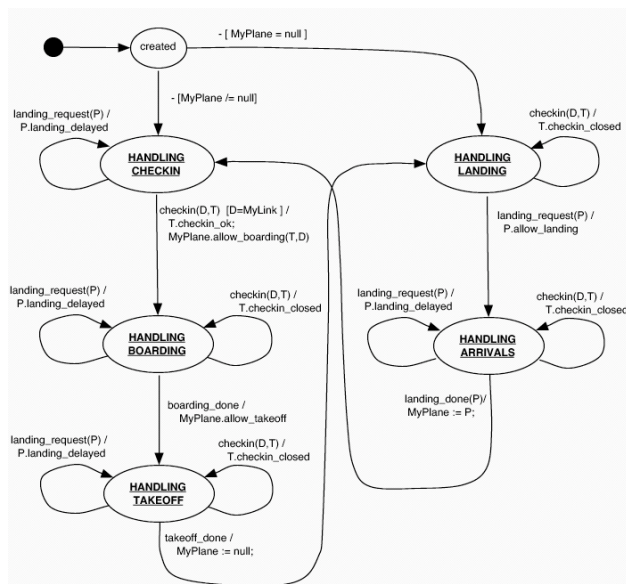 - [ MyPlane = null ]
created
- [MyPlane /= null]
landing_request(P) /
P.landing_delayed
checkin(D,T) /
T.checkin_closed
HANDLING
CHECKIN
HANDLING
LANDING
checkin(D,T) [D=MyLink ] /
T.checkin_ok;
MyPlane.allow_boarding(T,D)
landing_request(P) /
P.allow_landing
landing_request(P) /
P.landing_delayed
checkin(D,T) /
T.checkin_closed
landing_request(P) /
P.landing_delayed
checkin(D,T) /
T.checkin_closed
HANDLING
BOARDING
HANDLING
ARRIVALS
boarding_done /
MyPlane.allow_takeoff
landing_done(P)/
MyPlane := P;
landing_request(P) /
P.landing_delayed
checkin(D,T) /
T.checkin_closed
HANDLING
TAKEOFF
takeoff_done /
MyPlane := null;